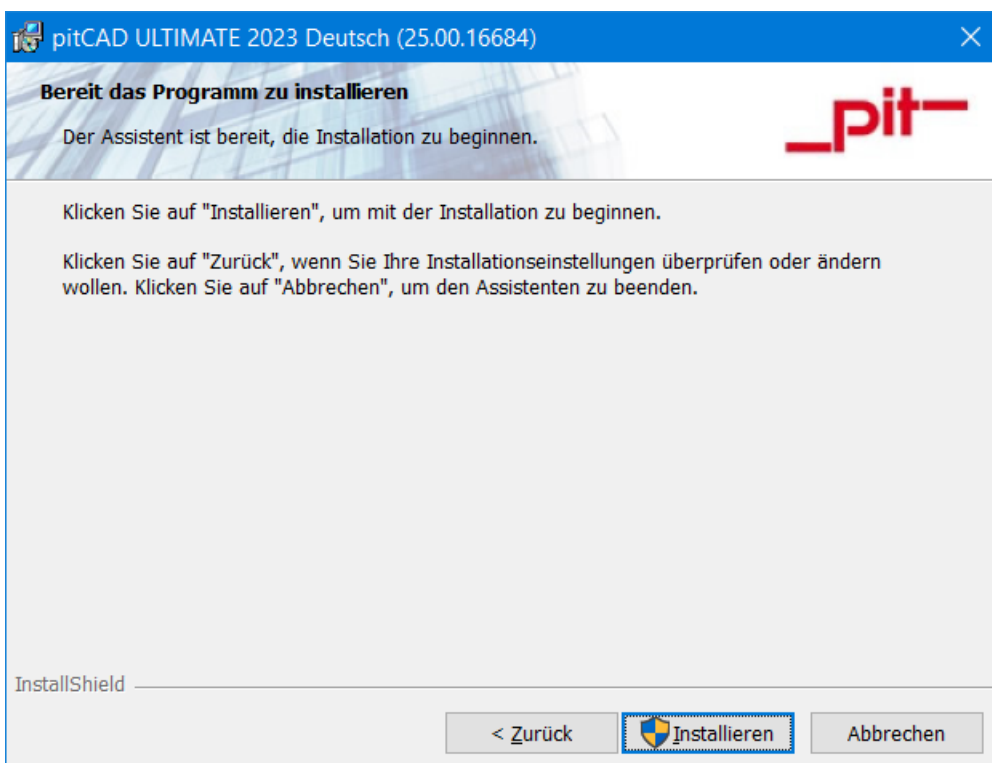 pitCAD ULTIMATE 2023 Deutsch (25.00.16684)
Bereit das Programm zu installieren
Der Assistent ist bereit, die Installation zu beginnen.
_pit—
Klicken Sie auf "Installieren", um mit der Installation zu beginnen.
Klicken Sie auf "Zurück", wenn Sie Ihre Installationseinstellungen überprüfen oder ändern
wollen. Klicken Sie auf "Abbrechen", um den Assistenten zu beenden.
InstallShield
< Zurück
Installieren
Abbrechen